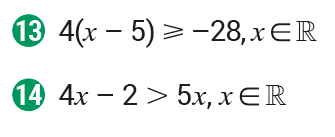 13 4(x − 5) ⩾ −28, x ∈ ℝ
14 4x − 2 > 5x, x ∈ ℝ